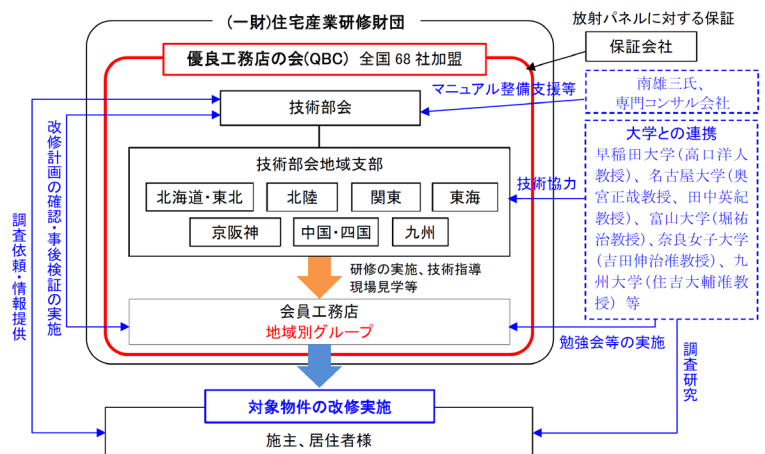 (一財)住宅産業研修財団
放射パネルに対する保証
保証会社
優良工務店の会(QBC) 全国 68 社加盟
技術部会
マニュアル整備支援等
南雄三氏、
専門コンサル会社
大学との連携
早稲田大学(高口洋人
教授)、名古屋大学(奥
宮正哉教授、田中英紀
教授)、富山大学(堀祐
治教授)、奈良女子大学
(吉田伸治准教授)、九
州大学(住吉大輔准教
授) 等
技術部会地域支部
北海道・東北
北陸
関東
東海
京阪神
中国・四国
九州
技術協力
研修の実施、技術指導
現場見学等
会員工務店
地域別グループ
勉強会等の実施
改修計画の確認・事後検証の実施
調査依頼・情報提供
調査研究
対象物件の改修実施
施主、居住者様